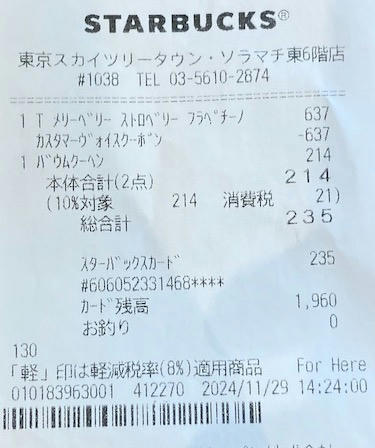 STARBUCKS®
東京スカイツリータウン・ソラマチ東6階店
#1038 TEL 03-5610-2874
1 T ﾒﾘｰﾍﾞﾘｰ ｽﾄﾛﾍﾞﾘｰ ﾌﾗﾍﾟﾁｰﾉ 637
ｶｽﾀﾏｰｳﾞｫｲｽｸｰﾎﾟﾝ -637
1 ﾊﾞｳﾑｸｰﾍﾝ 214
本体合計(2点) 214
(10%対象 214 消費税 21)
総合計 235
ｽﾀｰﾊﾞｯｸｽｶｰﾄﾞ 235
#606052331468****
ｶｰﾄﾞ残高 1,960
お釣り 0
130
「軽」印は軽減税率(8%)適用商品 For Here
010183963001 412270 2024/11/29 14:24:00